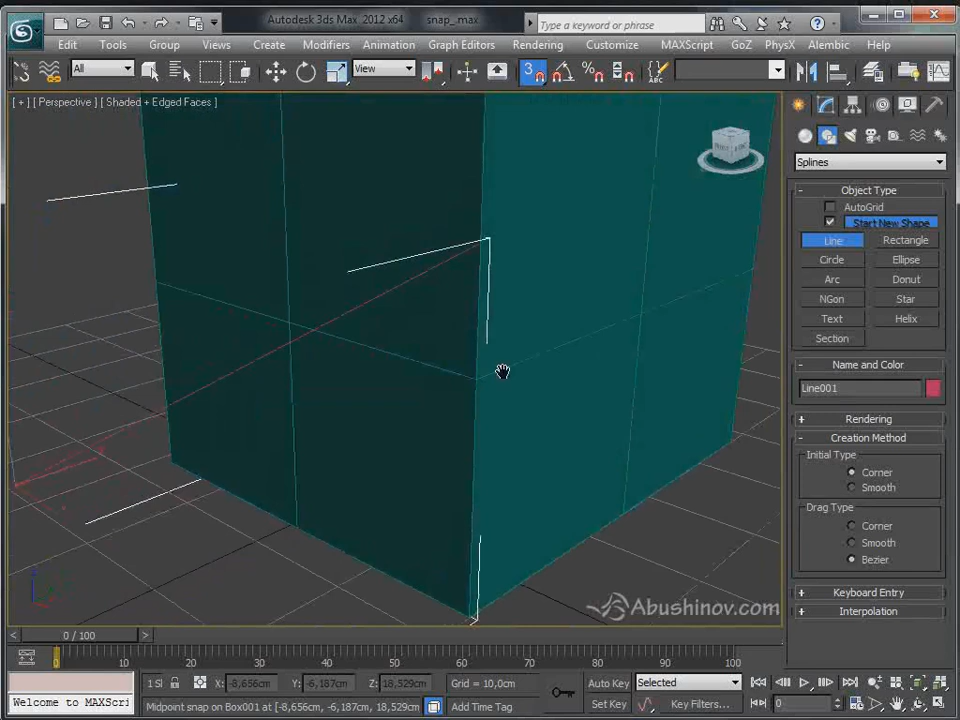 Autodesk 3ds Max 2012 x64 snap_.max
Type a keyword or phrase
Edit Tools Group Views Create Modifiers Animation Graph Editors Rendering Customize MAXScript GoZ PhysX Alembic Help
All View 3
[ + ] [ Perspective ] [ Shaded + Edged Faces ]
Splines
- Object Type
AutoGrid
Start New Shape
Line Rectangle
Circle Ellipse
Arc Donut
NGon Star
Text Helix
Section
- Name and Color
Line001
+ Rendering
- Creation Method
Initial Type
Corner
Smooth
Drag Type
Corner
Smooth
Bezier
+ Keyboard Entry
+ Interpolation
Abushinov.com
< 0 / 100 >
0 10 20 30 40 50 60 70 80 90 100
1 Sl X: -8,656cm Y: -6,187cm Z: 18,529cm Grid = 10,0cm Auto Key Selected
Welcome to MAXScri Midpoint snap on Box001 at [-8,656cm, -6,187cm, 18,529cm] Add Time Tag Set Key Key Filters... 0